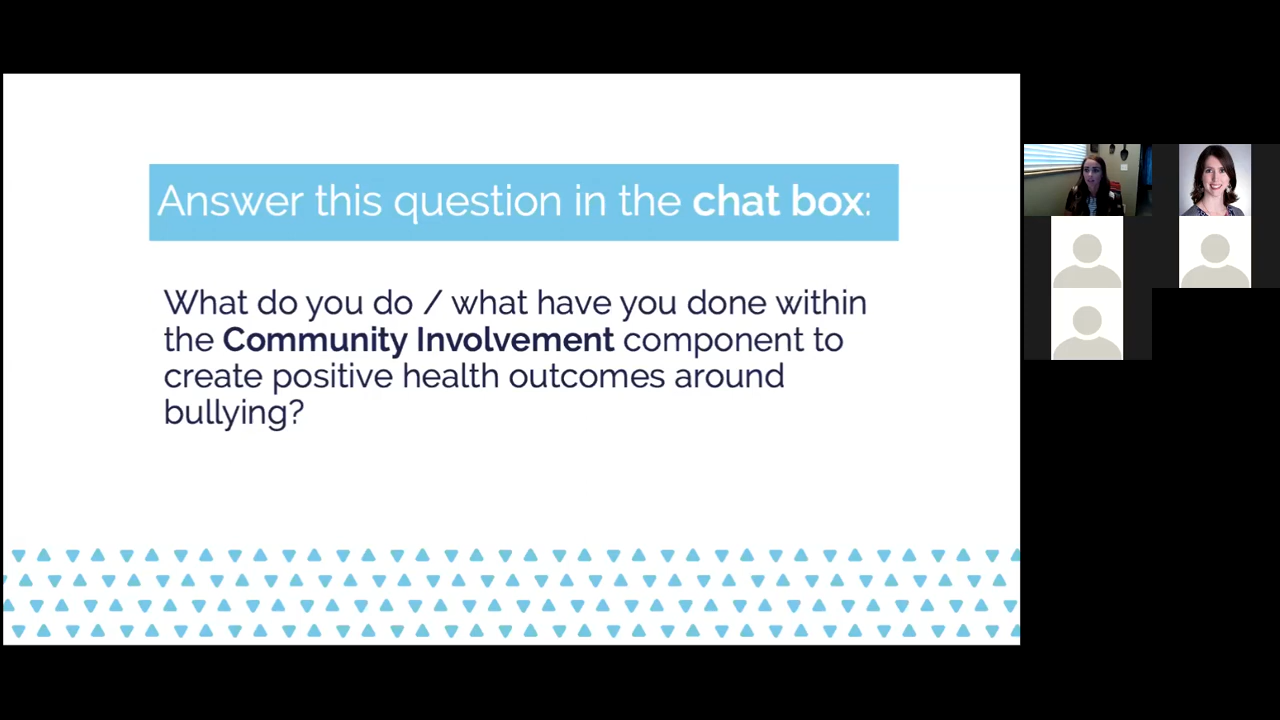 Answer this question in the chat box:
What do you do / what have you done within
the Community Involvement component to
create positive health outcomes around
bullying?